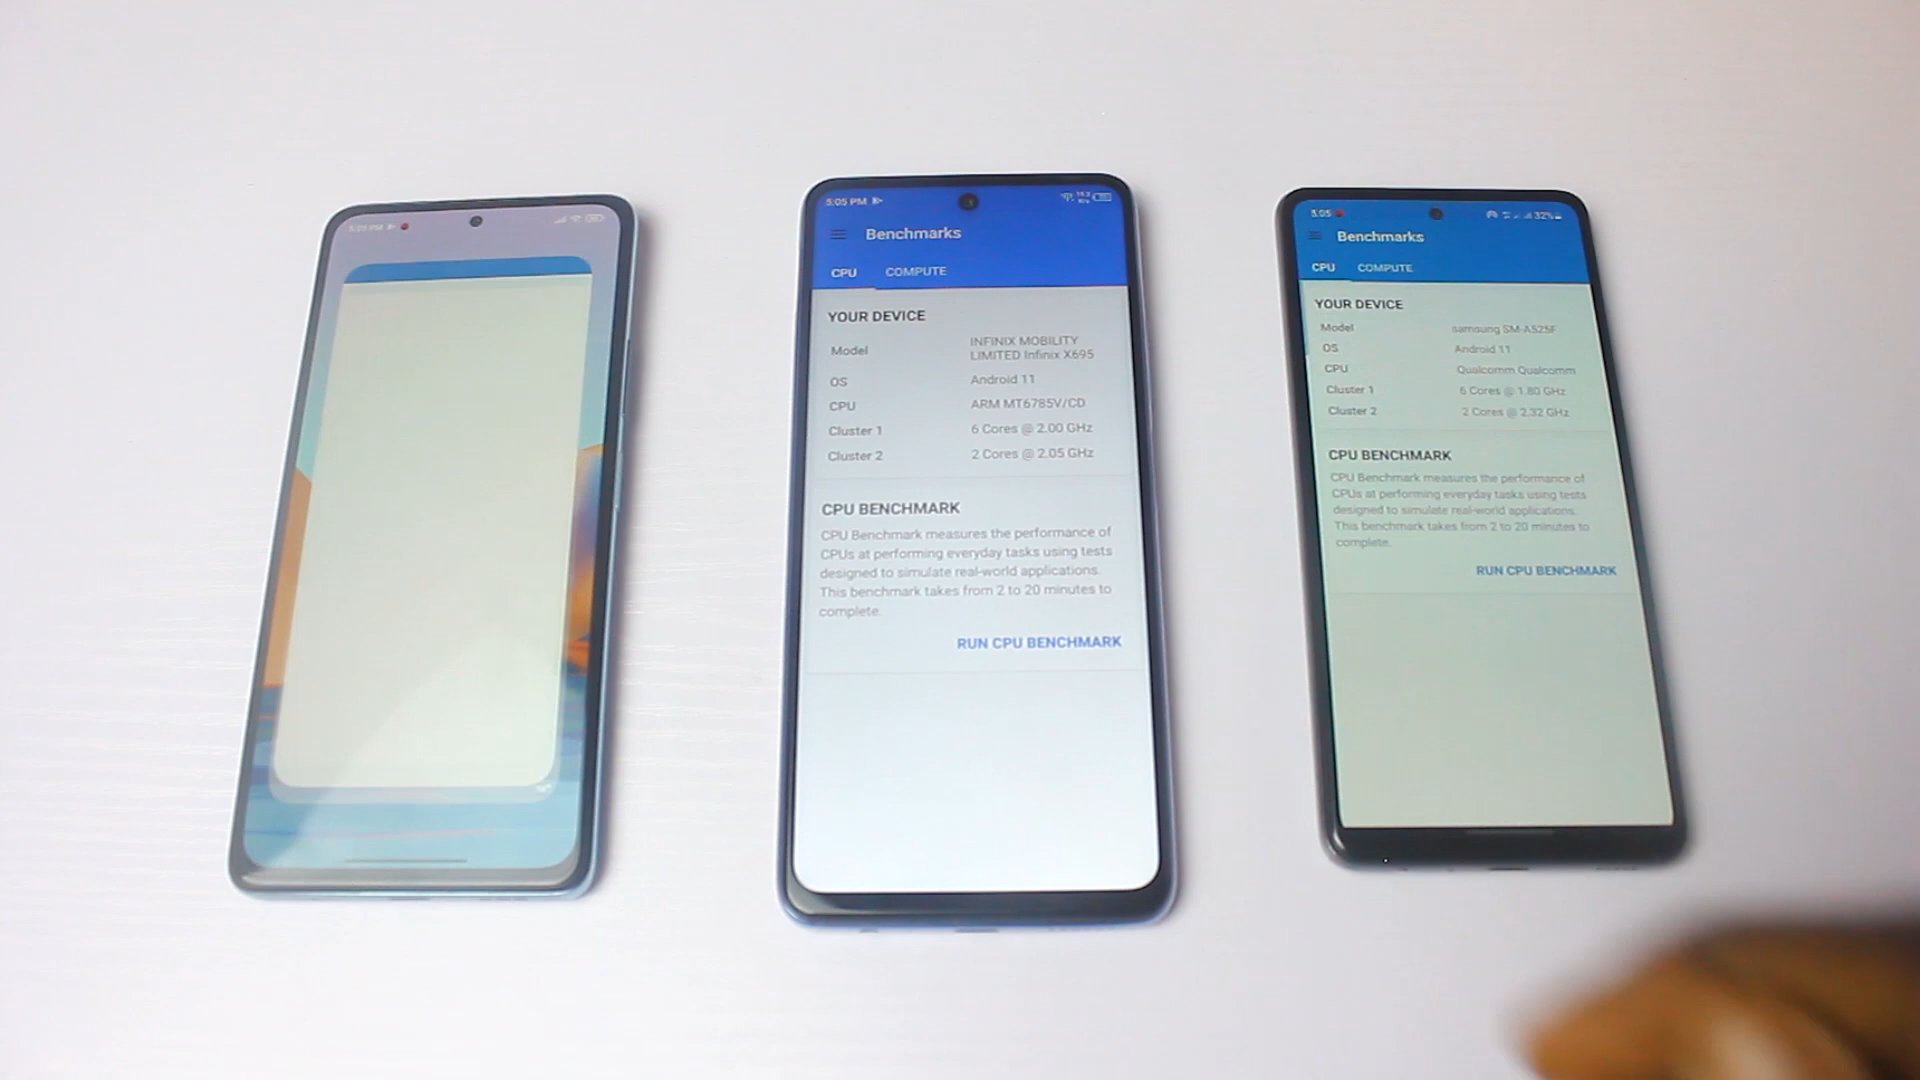 5:05 PM
5:05 PM
Benchmarks
CPU COMPUTE
YOUR DEVICE
Model INFINIX MOBILITY
LIMITED Infinix X695
OS Android 11
CPU ARM MT6785V/CD
Cluster 1 6 Cores @ 2.00 GHz
Cluster 2 2 Cores @ 2.05 GHz
CPU BENCHMARK
CPU Benchmark measures the performance of
CPUs at performing everyday tasks using tests
designed to simulate real-world applications.
This benchmark takes from 2 to 20 minutes to
complete.
RUN CPU BENCHMARK
5:05 32%
Benchmarks
CPU COMPUTE
YOUR DEVICE
Model samsung SM-A525F
OS Android 11
CPU Qualcomm Qualcomm
Cluster 1 6 Cores @ 1.80 GHz
Cluster 2 2 Cores @ 2.32 GHz
CPU BENCHMARK
CPU Benchmark measures the performance of
CPUs at performing everyday tasks using tests
designed to simulate real-world applications.
This benchmark takes from 2 to 20 minutes to
complete.
RUN CPU BENCHMARK